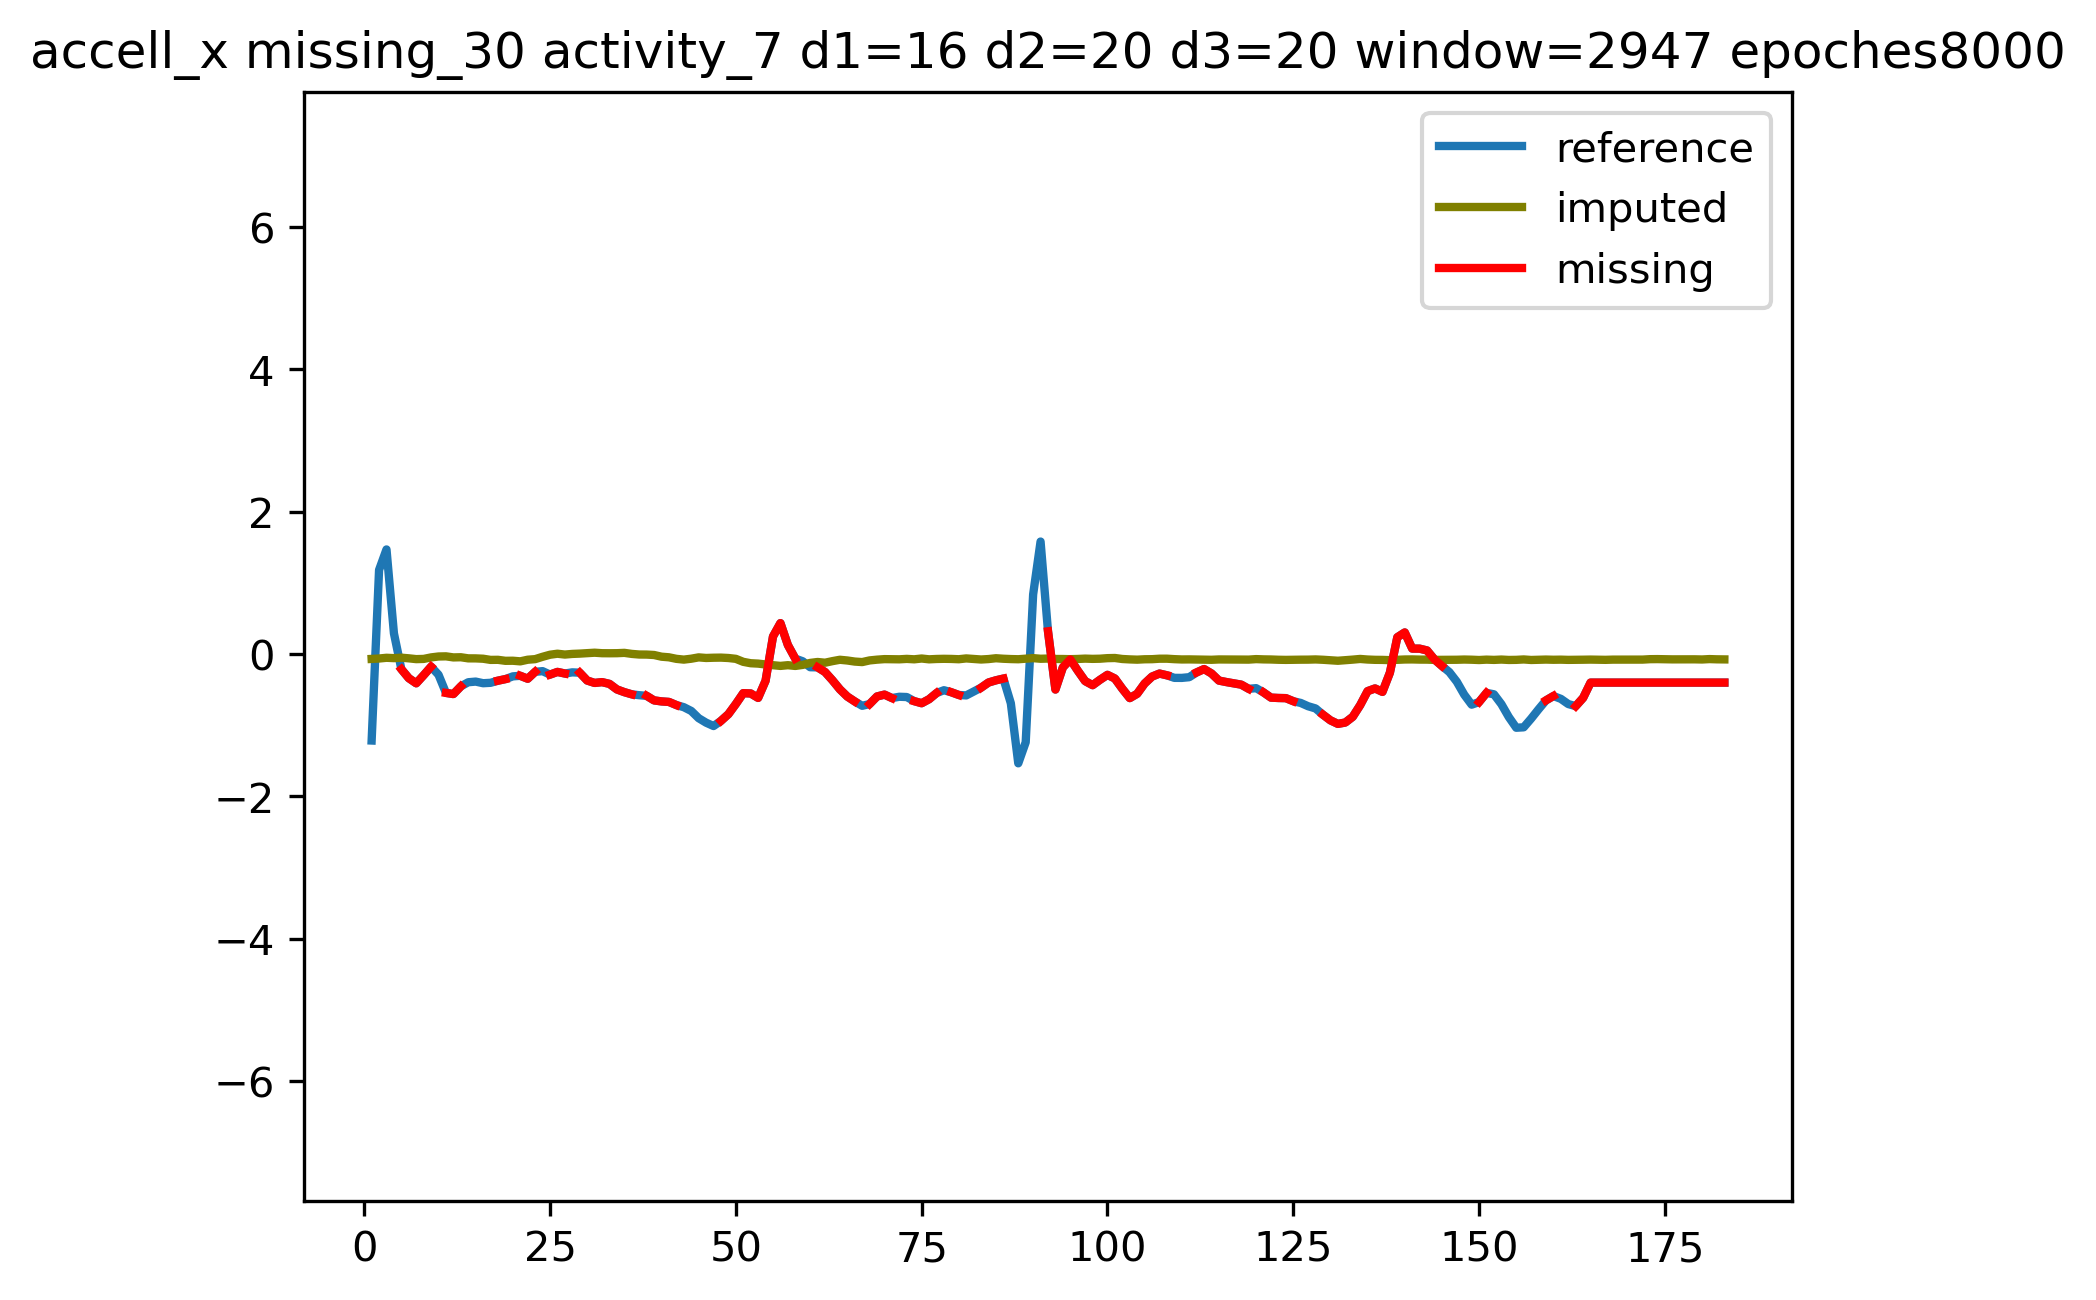 accell_x missing_30 activity_7 d1=16 d2=20 d3=20 window=2947 epoches8000
reference
imputed
missing
6
4
2
0
−2
−4
−6
0 25 50 75 100 125 150 175